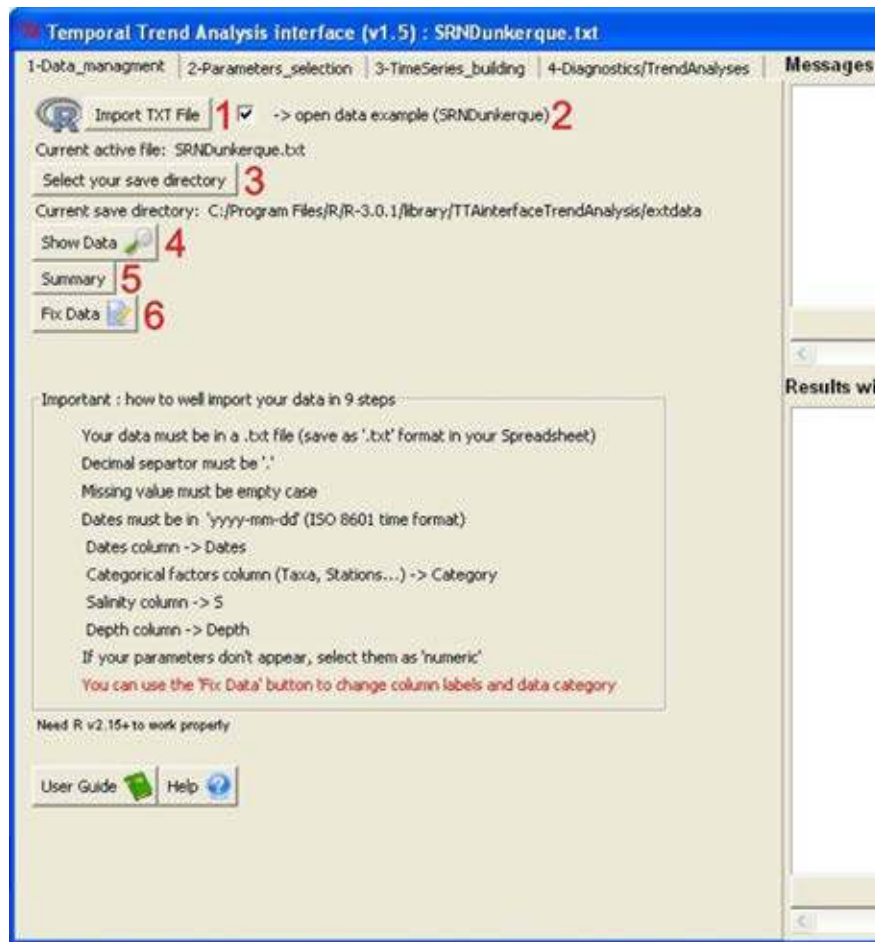 Temporal Trend Analysis interface (v1.5) : SRNDunkerque.txt
1-Data_managment 2-Parameters_selection 3-TimeSeries_building 4-Diagnostics/TrendAnalyses Messages
Import TXT File 1 -> open data example (SRNDunkerque) 2
Current active file: SRNDunkerque.txt
Select your save directory 3
Current save directory: C:/Program Files/R/R-3.0.1/library/TTAinterfaceTrendAnalysis/extdata
Show Data 4
Summary 5
Fix Data 6
Results wi
Important : how to well import your data in 9 steps
Your data must be in a .txt file (save as '.txt' format in your Spreadsheet)
Decimal separtor must be '.'
Missing value must be empty case
Dates must be in 'yyyy-mm-dd' (ISO 8601 time format)
Dates column -> Dates
Categorical factors column (Taxa, Stations...) -> Category
Salinity column -> S
Depth column -> Depth
If your parameters don't appear, select them as 'numeric'
You can use the 'Fix Data' button to change column labels and data category
Need R v2.15+ to work properly
User Guide Help